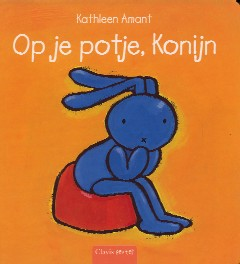 Kathleen Amant
Op je potje, Konijn
Clavis